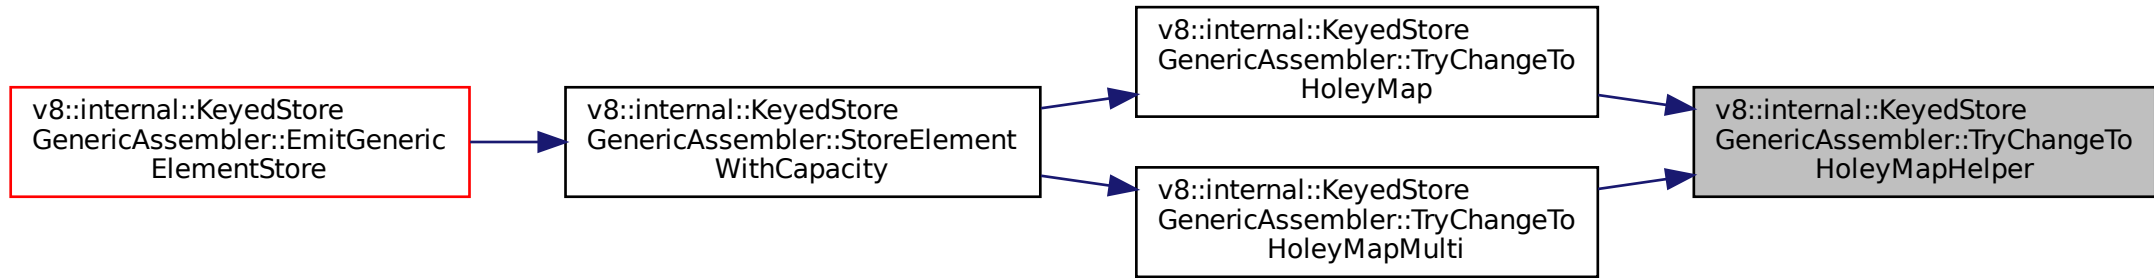 v8::internal::KeyedStore
GenericAssembler::EmitGeneric
ElementStore
v8::internal::KeyedStore
GenericAssembler::StoreElement
WithCapacity
v8::internal::KeyedStore
GenericAssembler::TryChangeTo
HoleyMap
v8::internal::KeyedStore
GenericAssembler::TryChangeTo
HoleyMapMulti
v8::internal::KeyedStore
GenericAssembler::TryChangeTo
HoleyMapHelper